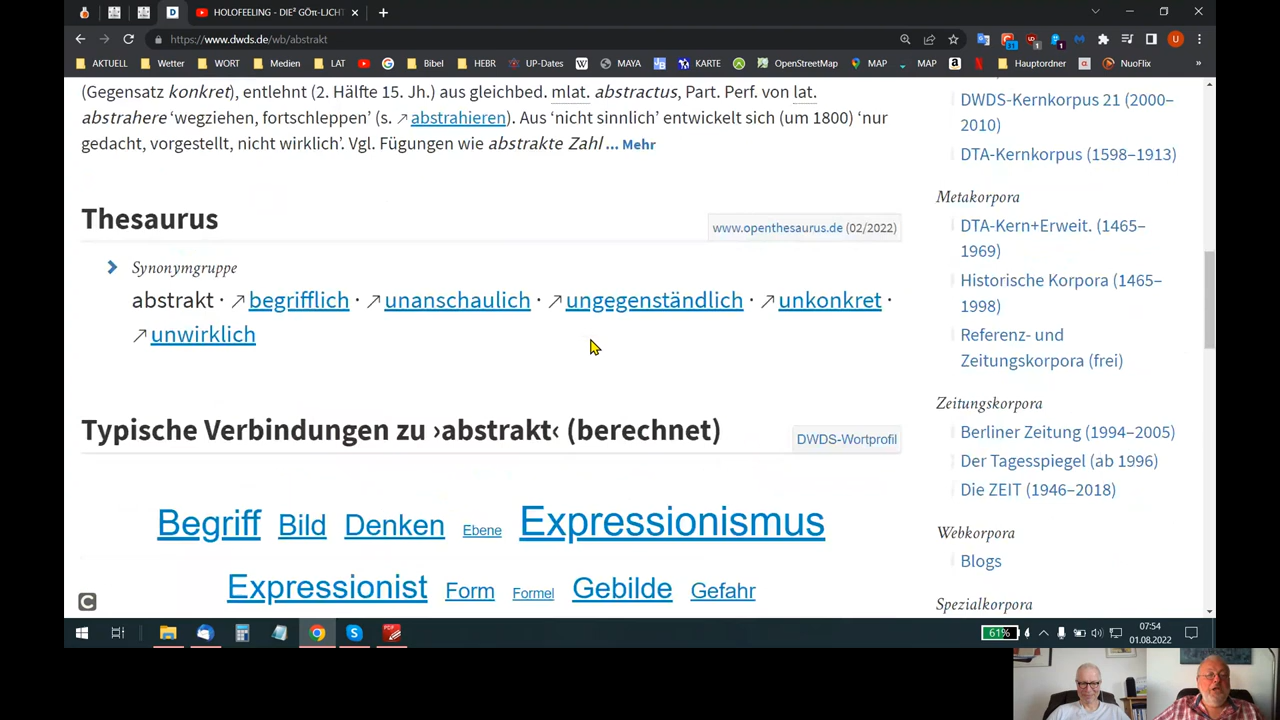 HOLOFEELING - DIE² GÖπ-LJCHT
https://www.dwds.de/wb/abstrakt
AKTUELL Wetter WORT Medien LAT Bibel HEBR UP-Dates MAYA KARTE OpenStreetMap MAP MAP Hauptordner NuoFlix »
(Gegensatz konkret), entlehnt (2. Hälfte 15. Jh.) aus gleichbed. mlat. abstractus, Part. Perf. von lat.
abstrahere ‘wegziehen, fortschleppen’ (s. ↗abstrahieren). Aus ‘nicht sinnlich’ entwickelt sich (um 1800) ‘nur
gedacht, vorgestellt, nicht wirklich’. Vgl. Fügungen wie abstrakte Zahl ... Mehr
Thesaurus
www.openthesaurus.de (02/2022)
Synonymgruppe
abstrakt · ↗begrifflich · ↗unanschaulich · ↗ungegenständlich · ↗unkonkret ·
↗unwirklich
Typische Verbindungen zu ›abstrakt‹ (berechnet)
DWDS-Wortprofil
Begriff Bild Denken Ebene Expressionismus
Expressionist Form Formel Gebilde Gefahr
DWDS-Kernkorpus 21 (2000–
2010)
DTA-Kernkorpus (1598–1913)
Metakorpora
DTA-Kern+Erweit. (1465–
1969)
Historische Korpora (1465–
1998)
Referenz- und
Zeitungskorpora (frei)
Zeitungskorpora
Berliner Zeitung (1994–2005)
Der Tagesspiegel (ab 1996)
Die ZEIT (1946–2018)
Webkorpora
Blogs
Spezialkorpora
61%
07:54
01.08.2022